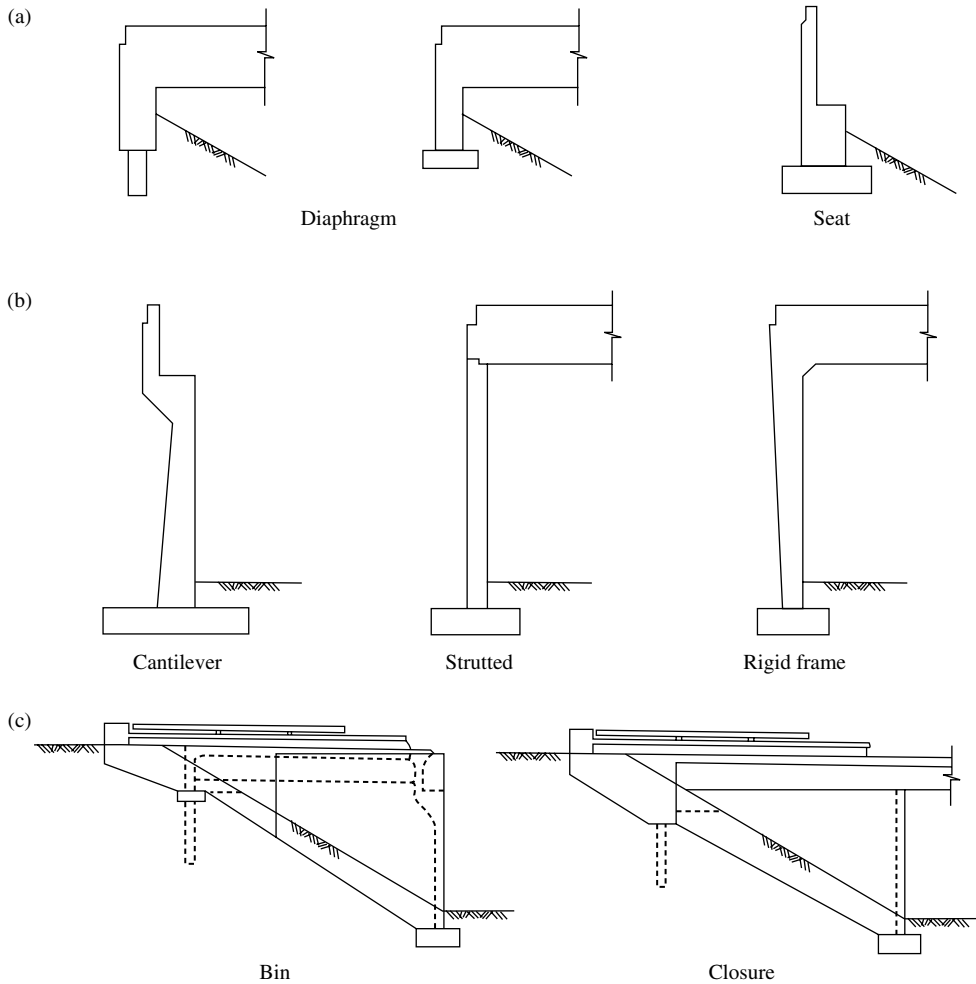 (a)
Diaphragm
Seat
(b)
Cantilever
Strutted
Rigid frame
(c)
Bin
Closure